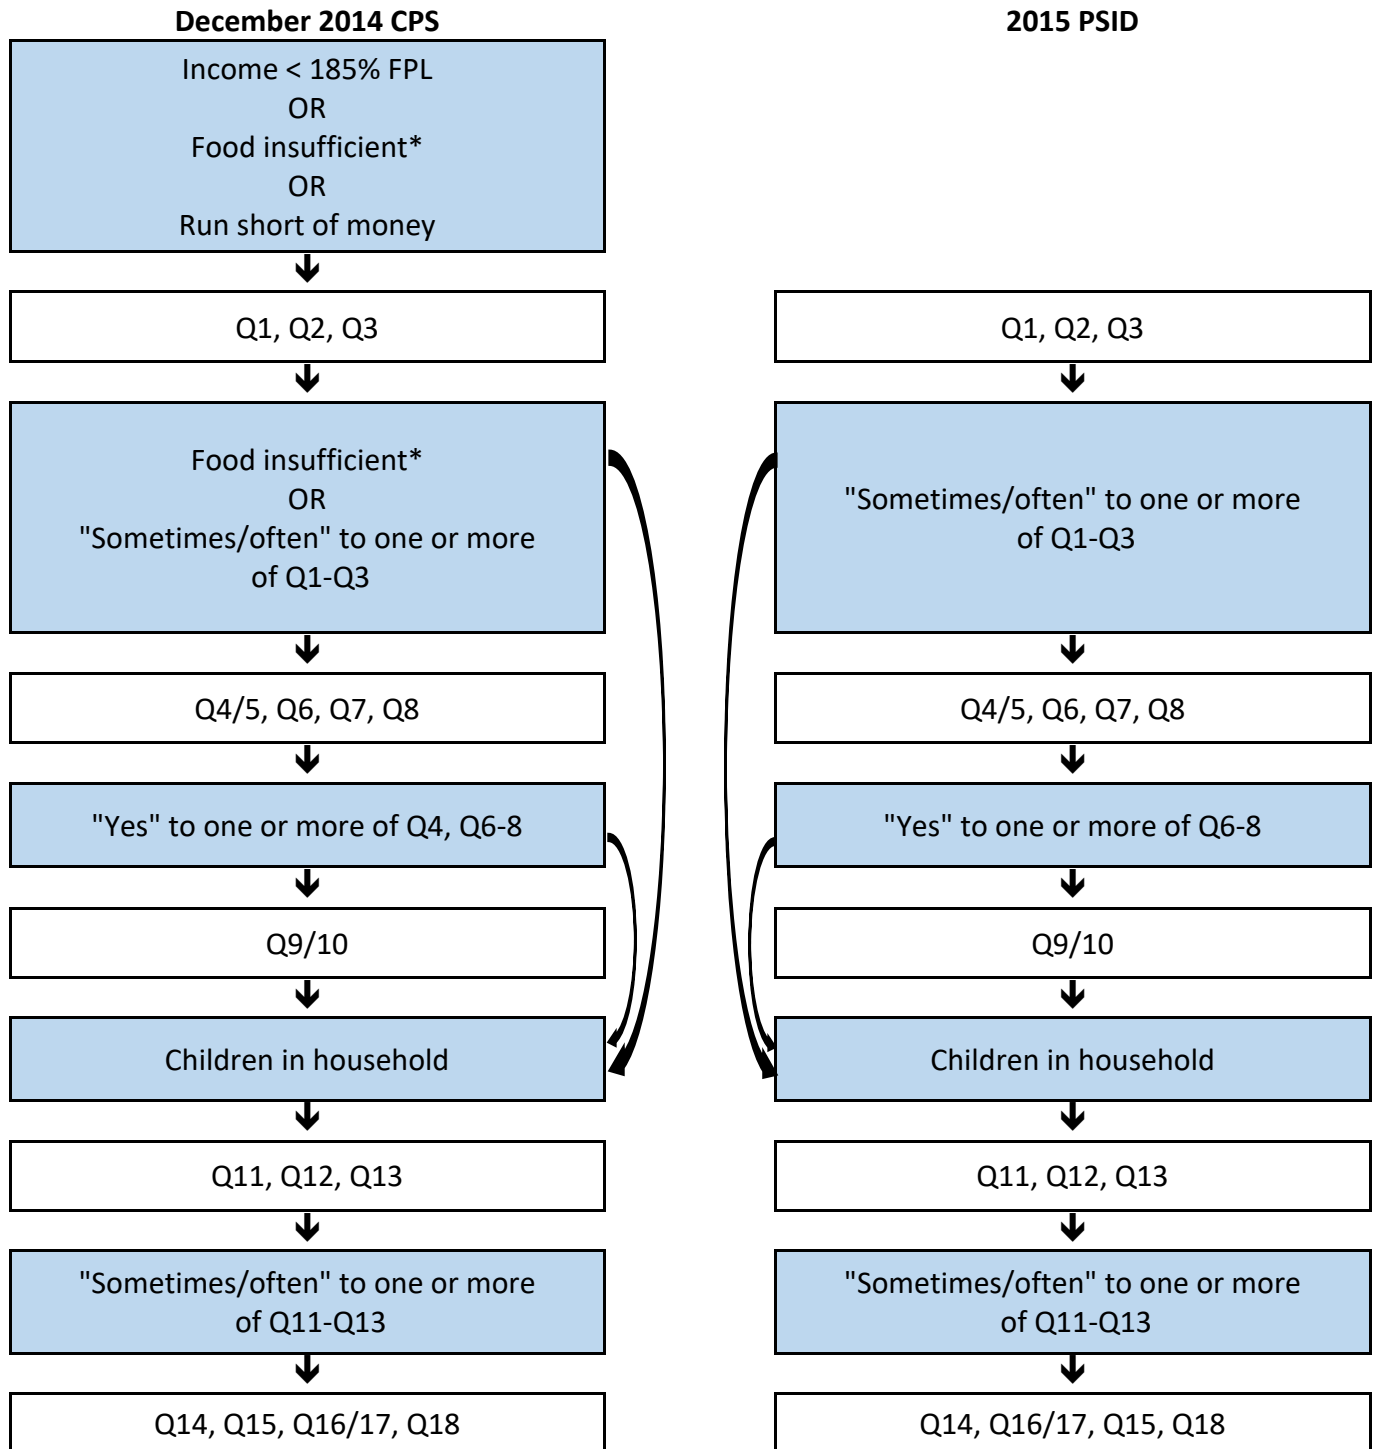 December 2014 CPS
Income < 185% FPL
OR
Food insufficient*
OR
Run short of money
Q1, Q2, Q3
Food insufficient*
OR
"Sometimes/often" to one or more
of Q1-Q3
Q4/5, Q6, Q7, Q8
"Yes" to one or more of Q4, Q6-8
Q9/10
Children in household
Q11, Q12, Q13
"Sometimes/often" to one or more
of Q11-Q13
Q14, Q15, Q16/17, Q18
2015 PSID
Q1, Q2, Q3
"Sometimes/often" to one or more
of Q1-Q3
Q4/5, Q6, Q7, Q8
"Yes" to one or more of Q6-8
Q9/10
Children in household
Q11, Q12, Q13
"Sometimes/often" to one or more
of Q11-Q13
Q14, Q16/17, Q15, Q18